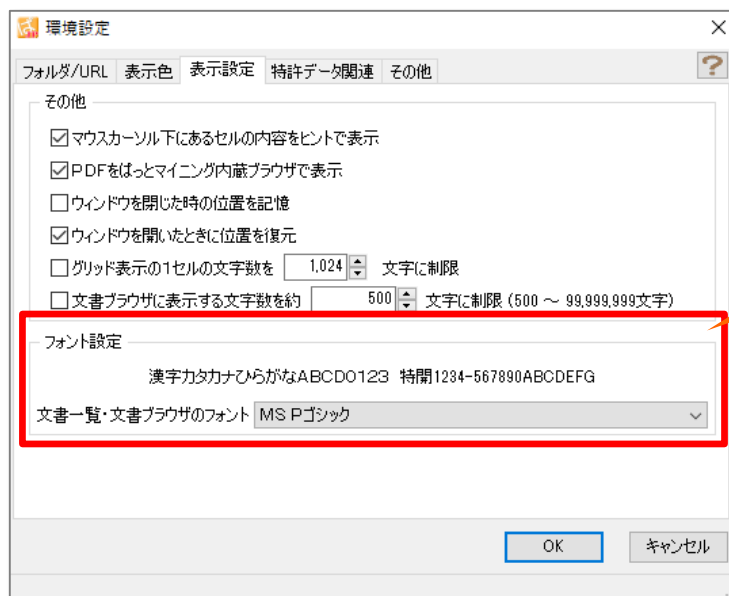 環境設定
フォルダ/URL 表示色 表示設定 特許データ関連 その他
その他
マウスカーソル下にあるセルの内容をヒントで表示
PDFをぱっとマイニング内蔵ブラウザで表示
ウィンドウを閉じた時の位置を記憶
ウィンドウを開いたときに位置を復元
グリッド表示の1セルの文字数を 1,024 文字に制限
文書ブラウザに表示する文字数を約 500 文字に制限 (500 ～ 99,999,999文字)
フォント設定
漢字カタカナひらがなＡＢＣＤ０１２３ 特開1234-567890ABCDEFG
文書一覧・文書ブラウザのフォント MS Pゴシック
OK キャンセル